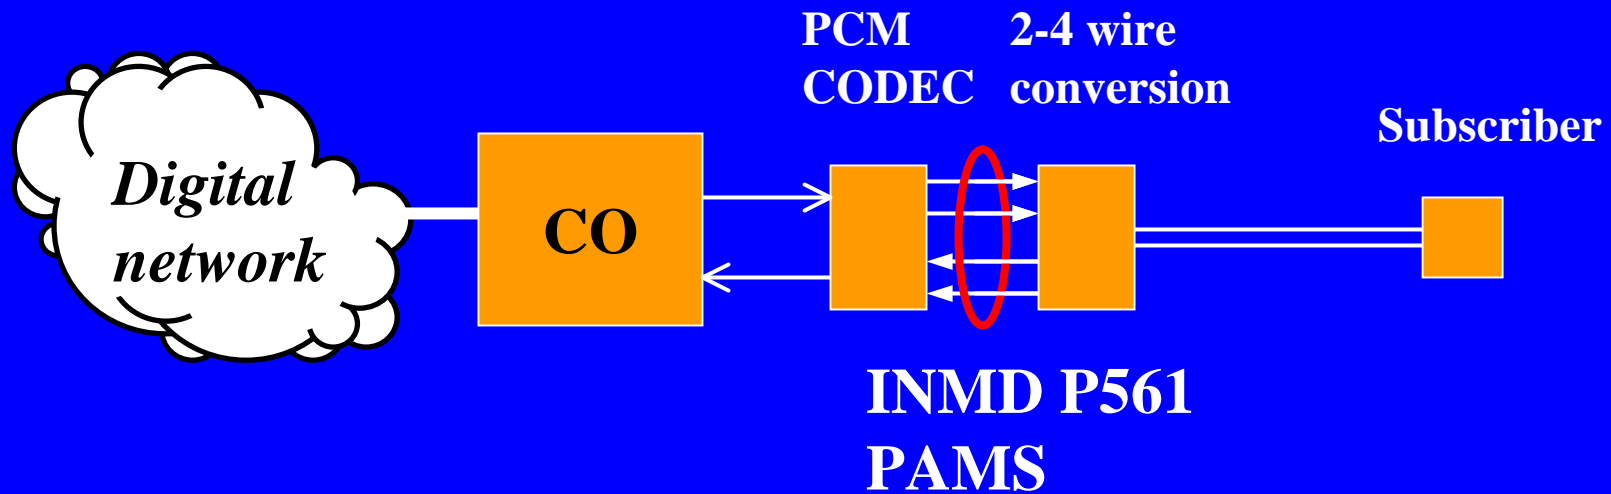 PCM
CODEC
2-4 wire
conversion
Subscriber
Digital
network
CO
INMD P561
PAMS